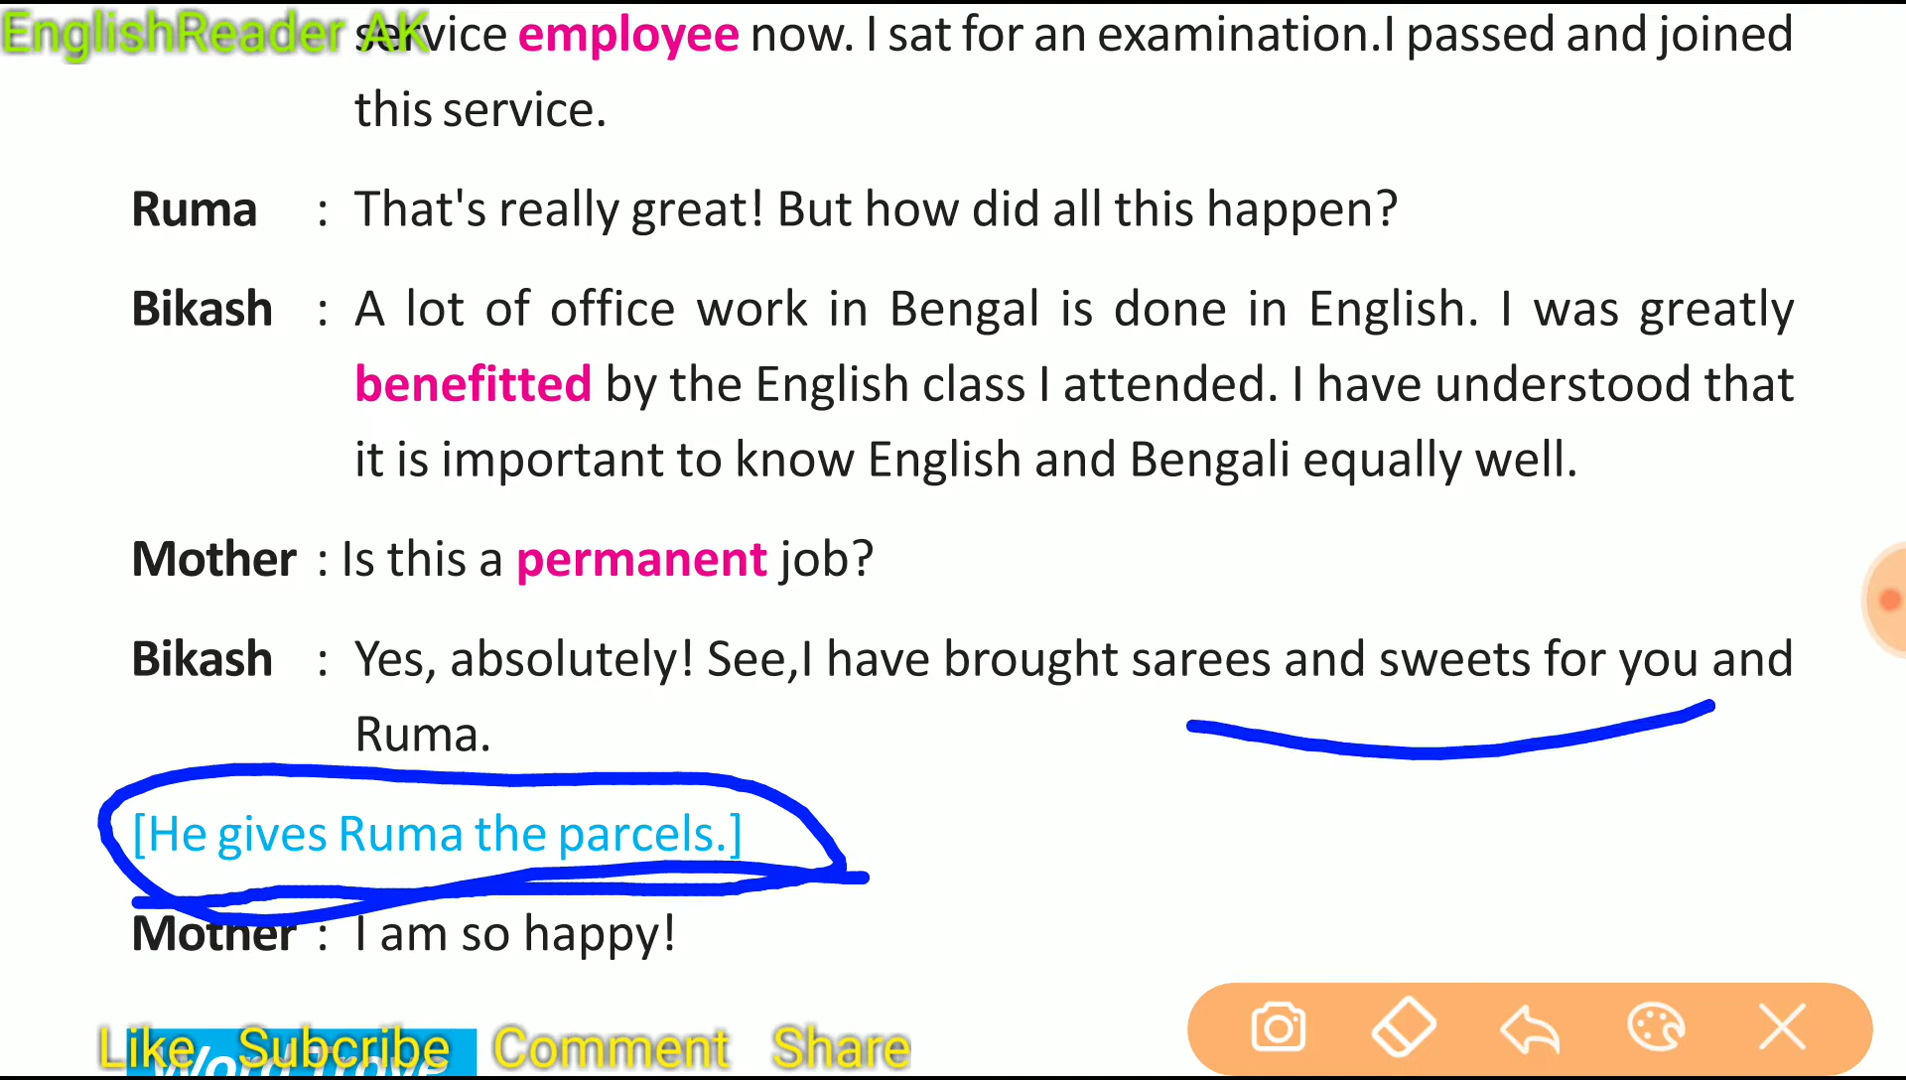 EnglishReader AK
service employee now. I sat for an examination.I passed and joined
this service.
Ruma : That's really great! But how did all this happen?
Bikash : A lot of office work in Bengal is done in English. I was greatly
benefitted by the English class I attended. I have understood that
it is important to know English and Bengali equally well.
Mother : Is this a permanent job?
Bikash : Yes, absolutely! See,I have brought sarees and sweets for you and
Ruma.
[He gives Ruma the parcels.]
Mother : I am so happy!
Like Subcribe Comment Share
Word Trove